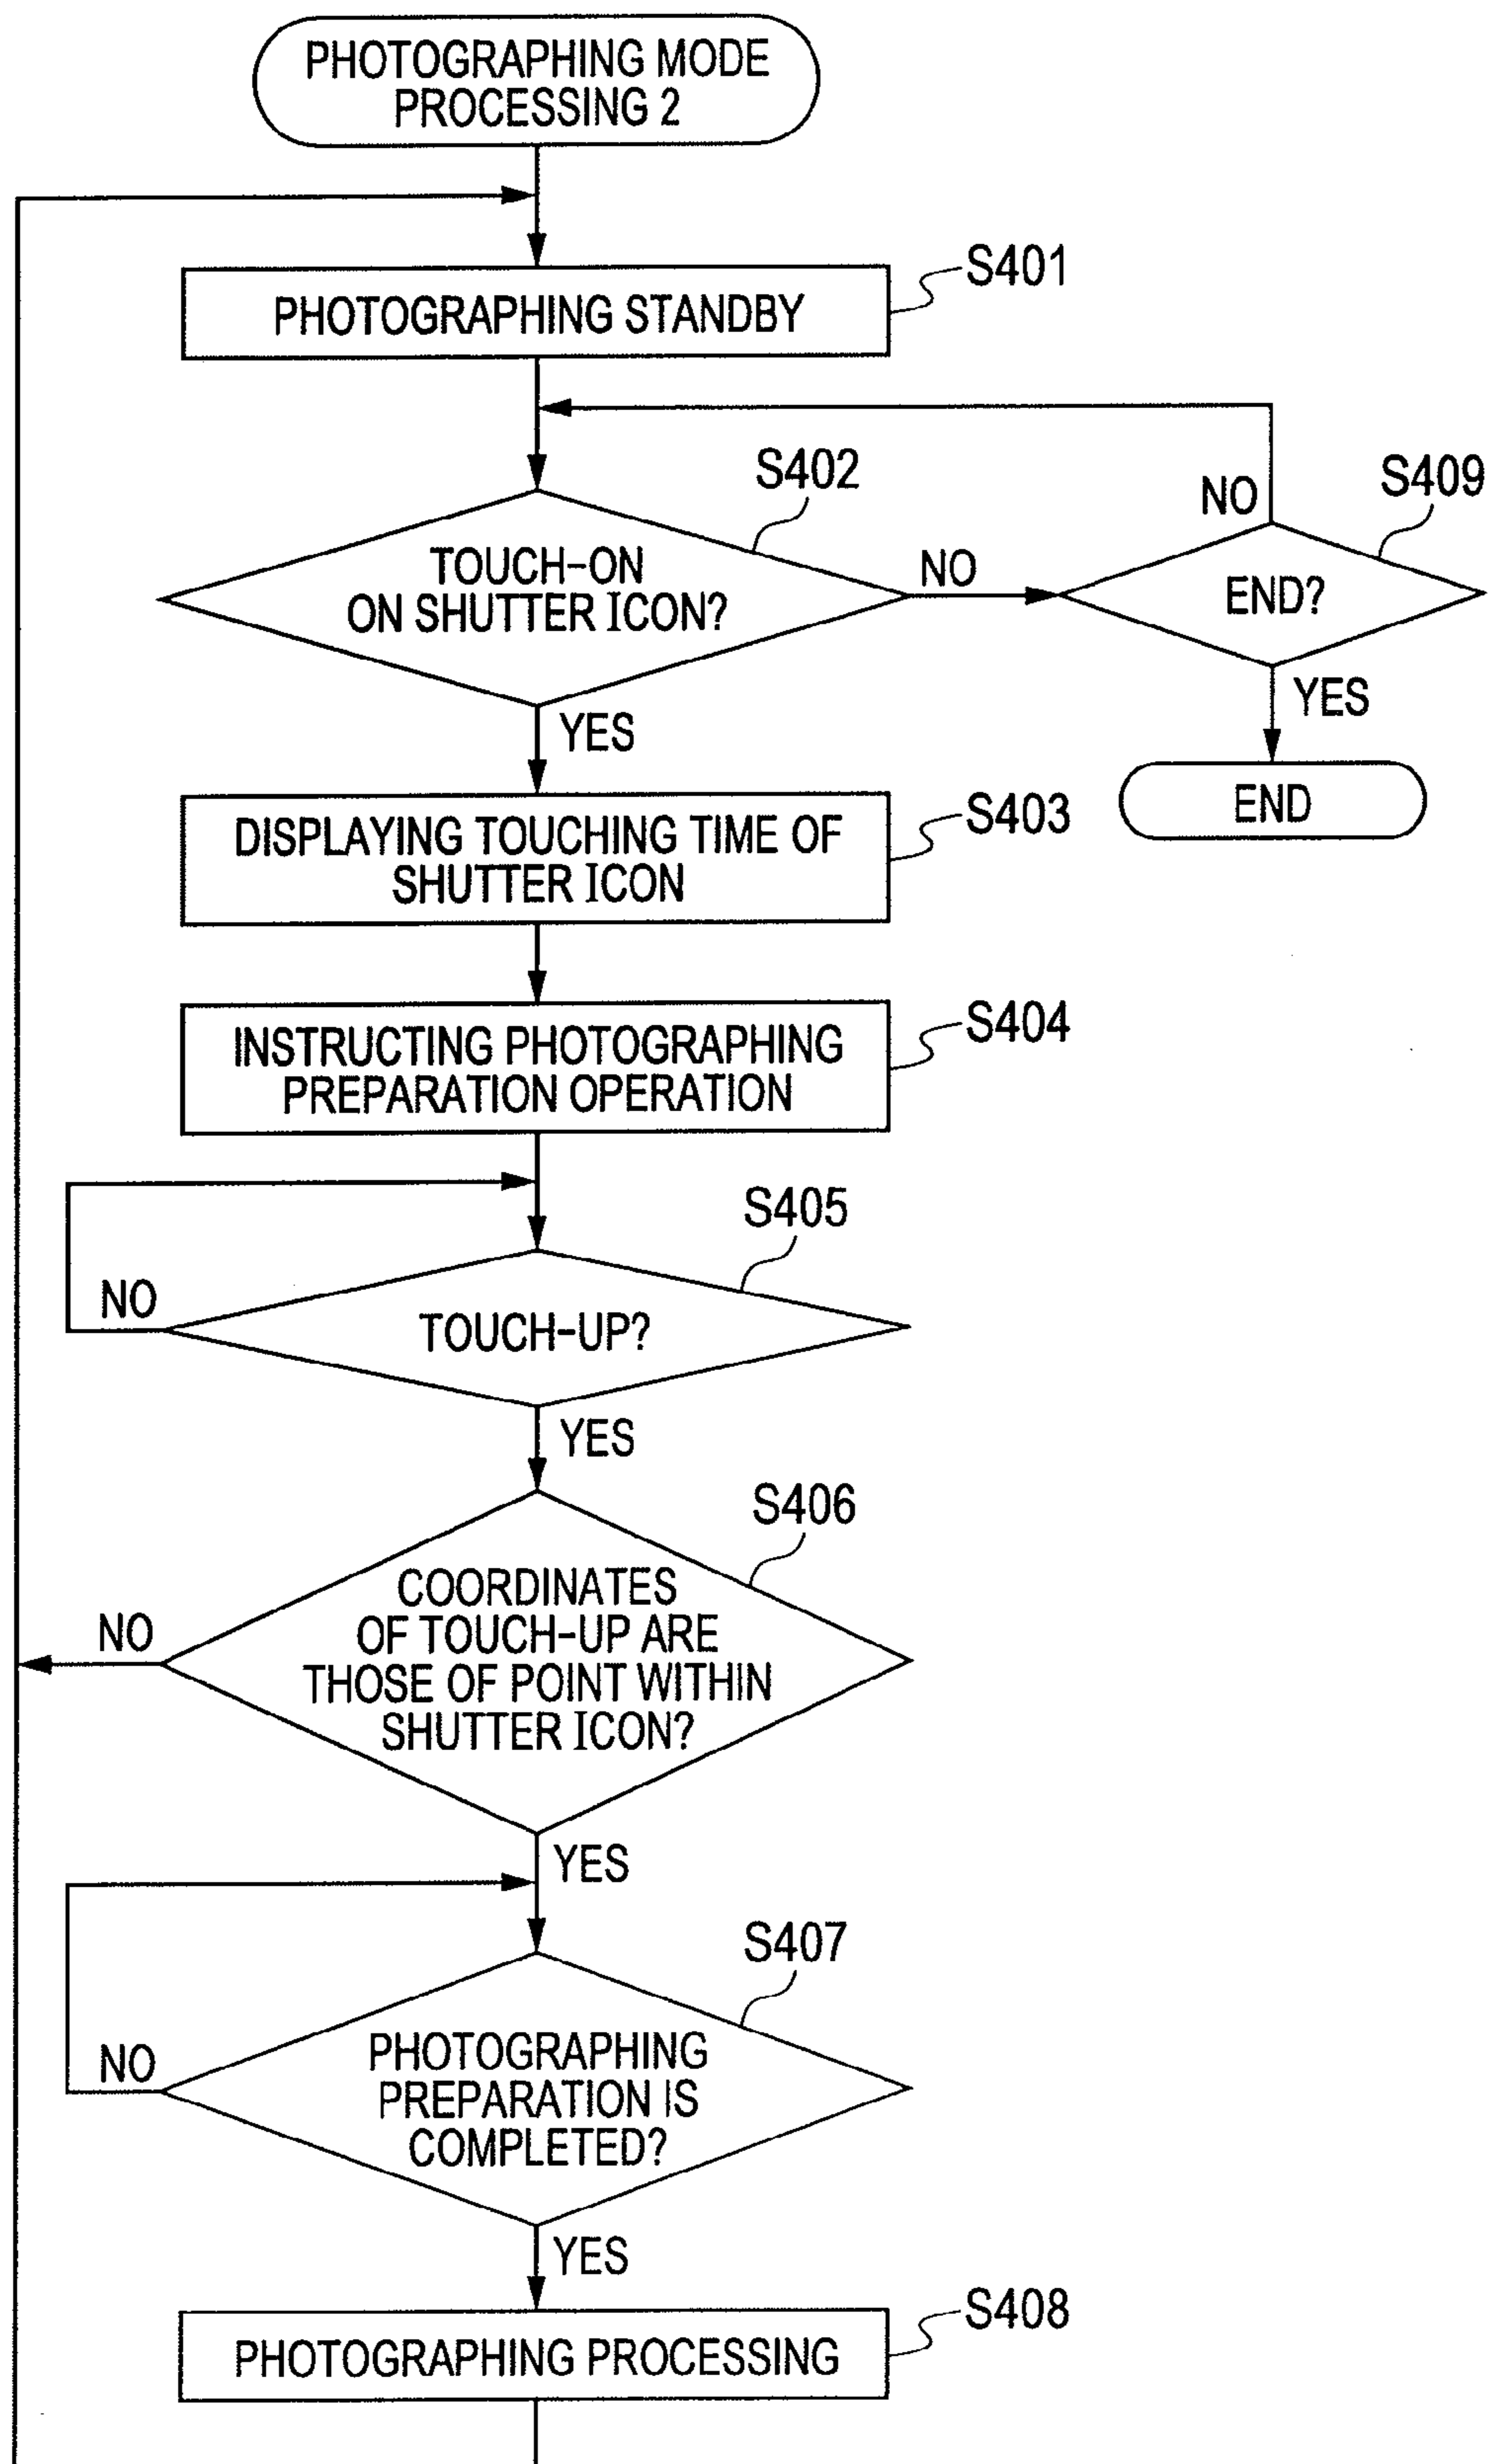 PHOTOGRAPHING MODE
PROCESSING 2
S401
PHOTOGRAPHING STANDBY
S402
TOUCH-ON
ON SHUTTER ICON?
NO
NO
S409
END?
YES
END
YES
S403
DISPLAYING TOUCHING TIME OF
SHUTTER ICON
S404
INSTRUCTING PHOTOGRAPHING
PREPARATION OPERATION
S405
NO
TOUCH-UP?
YES
S406
COORDINATES
OF TOUCH-UP ARE
THOSE OF POINT WITHIN
SHUTTER ICON?
NO
YES
S407
NO
PHOTOGRAPHING
PREPARATION IS
COMPLETED?
YES
S408
PHOTOGRAPHING PROCESSING